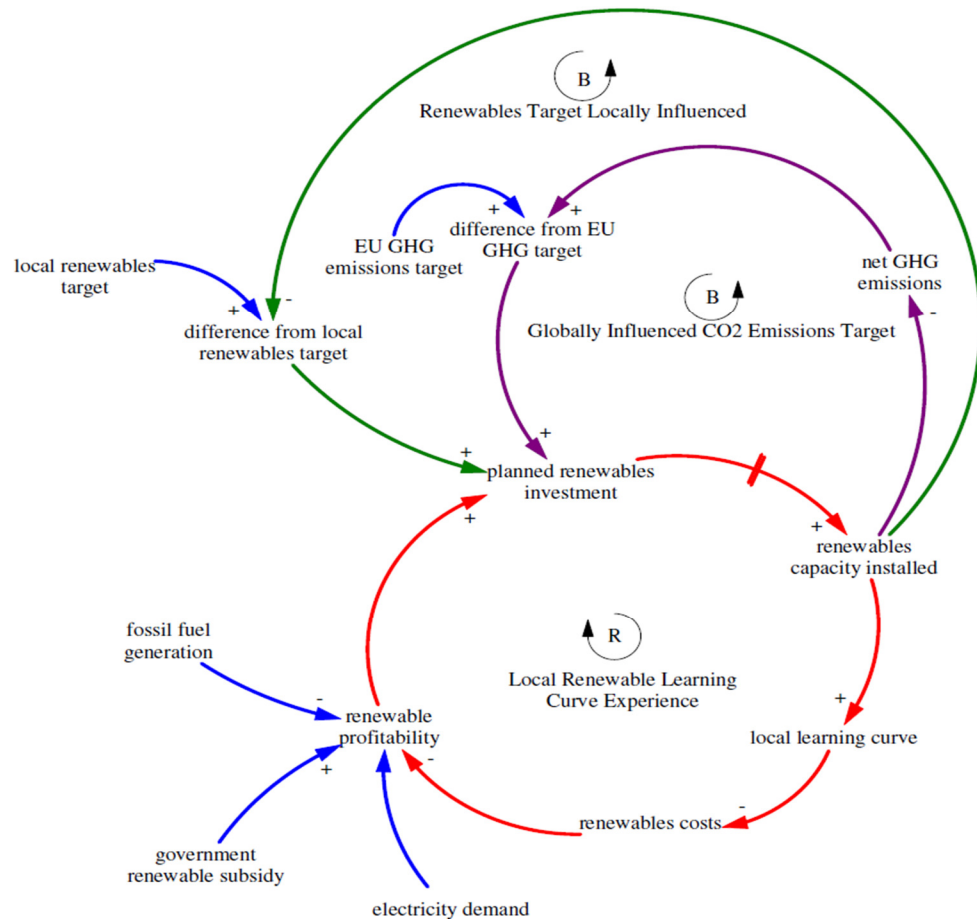 B
Renewables Target Locally Influenced
+
+
EU GHG
emissions target
difference from EU
GHG target
net GHG
emissions
local renewables
target
-
+
-
difference from local
renewables target
B
Globally Influenced CO2 Emissions Target
+
+
planned renewables
investment
+
+
renewables
capacity installed
fossil fuel
generation
R
Local Renewable Learning
Curve Experience
-
+
renewable
profitability
local learning curve
+
-
-
renewables costs
government
renewable subsidy
electricity demand